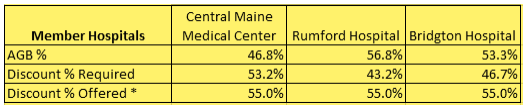 Member Hospitals Central Maine Medical Center Rumford Hospital Bridgton Hospital
AGB % 46.8% 56.8% 53.3%
Discount % Required 53.2% 43.2% 46.7%
Discount % Offered * 55.0% 55.0% 55.0%